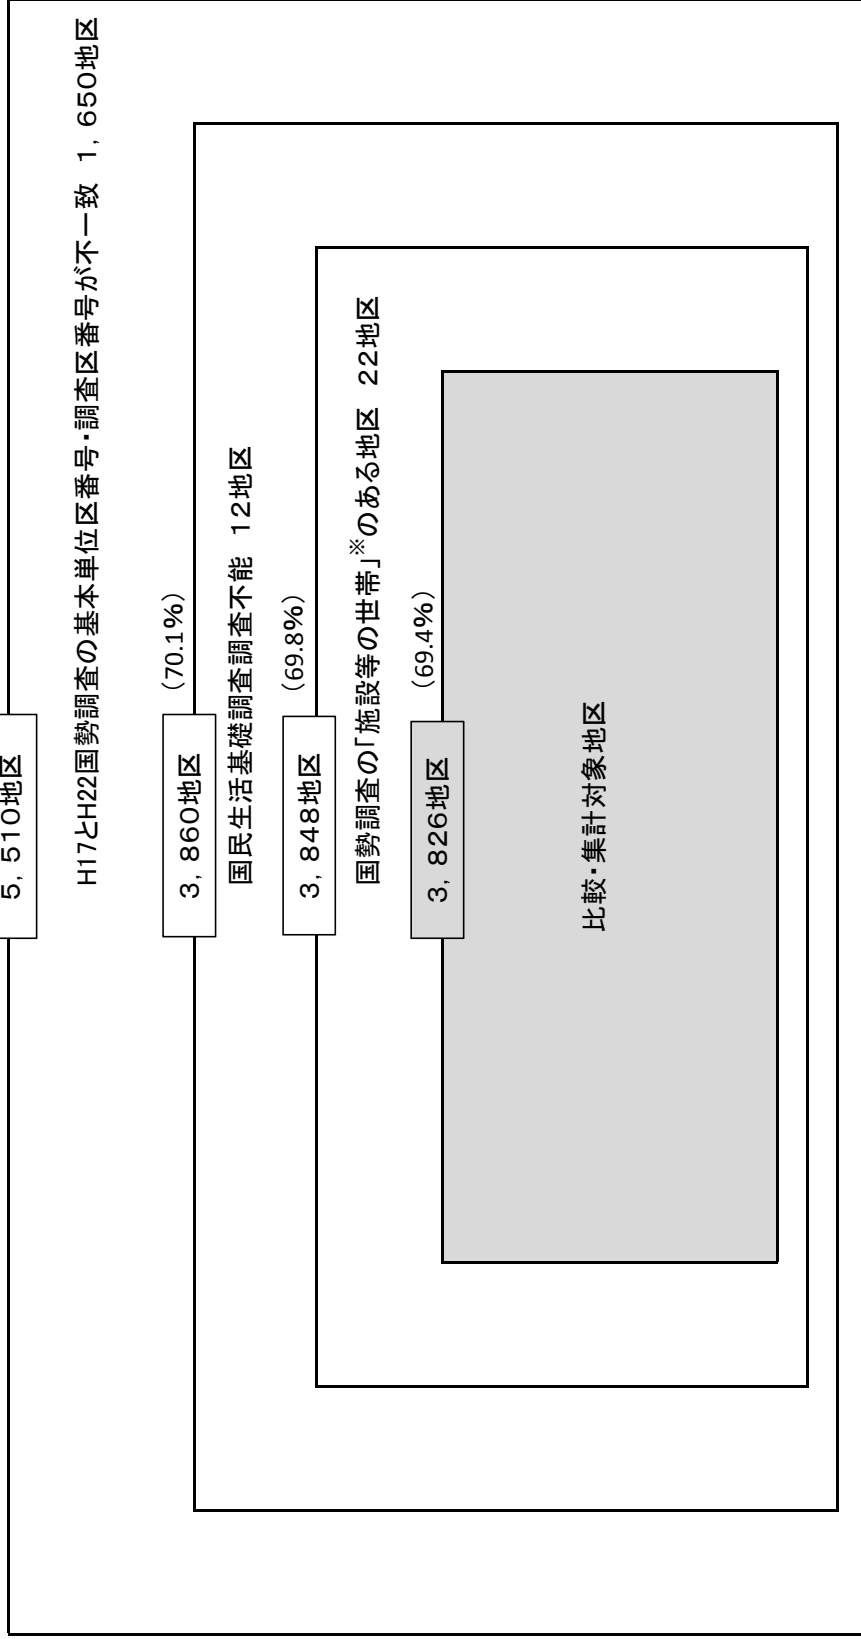 5，510地区
H17とH22国勢調査の基本単位区番号・調査区番号が不一致 1，650地区
3，860地区 （70.1%）
国民生活基礎調査調査不能 12地区
3，848地区 （69.8%）
国勢調査の「施設等の世帯」※のある地区 22地区
3，826地区 （69.4%）
比較・集計対象地区